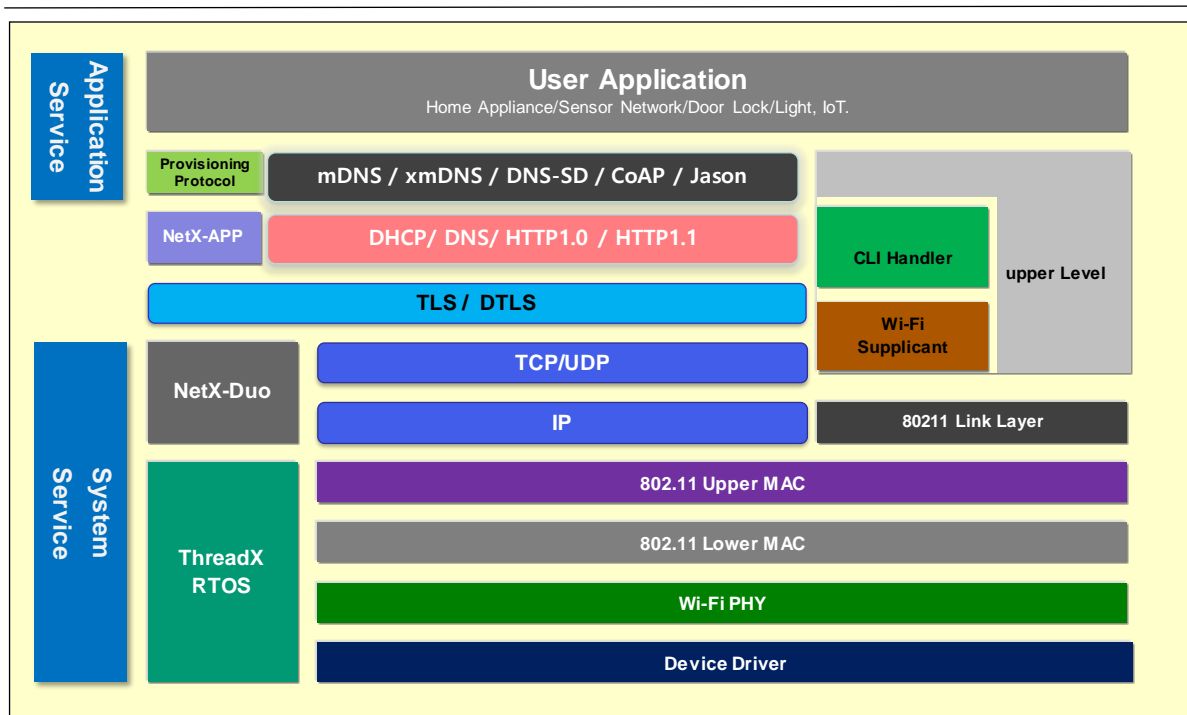 Application
Service
User Application
Home Appliance/Sensor Network/Door Lock/Light, IoT.
Provisioning
Protocol
mDNS / xmDNS / DNS-SD / CoAP / Jason
NetX-APP
DHCP/ DNS/ HTTP1.0 / HTTP1.1
CLI Handler
upper Level
TLS / DTLS
Wi-Fi
Supplicant
System
Service
NetX-Duo
TCP/UDP
IP
80211 Link Layer
ThreadX
RTOS
802.11 Upper MAC
802.11 Lower MAC
Wi-Fi PHY
Device Driver